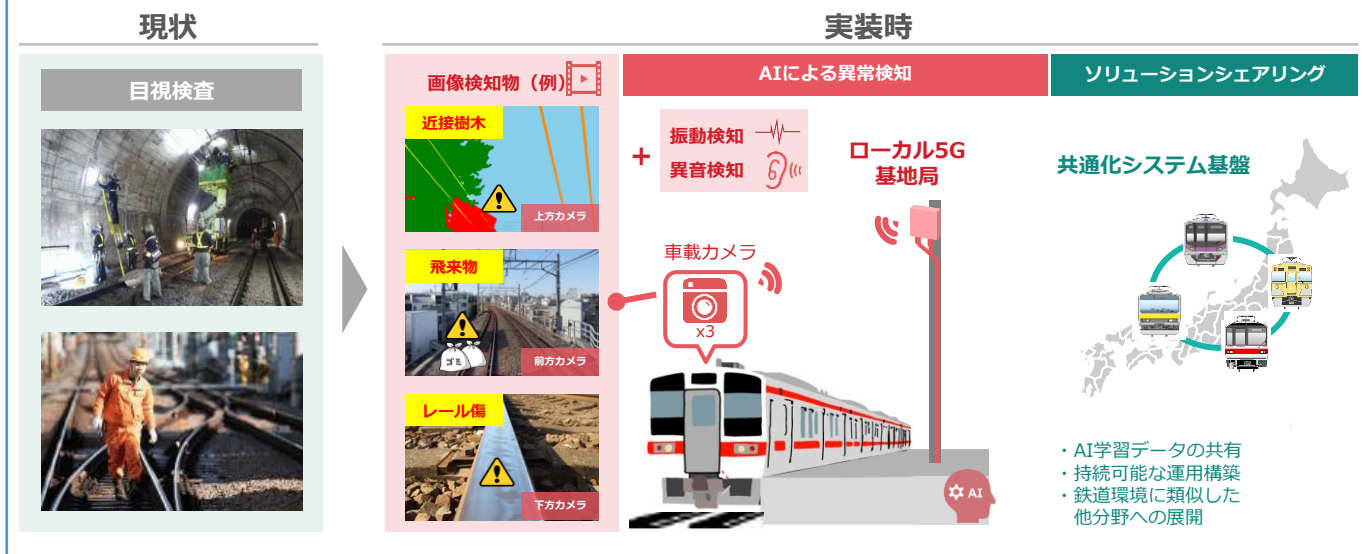 現状
実装時
目視検査
画像検知物（例）
近接樹木
上方カメラ
飛来物
ゴミ
前方カメラ
レール傷
下方カメラ
AIによる異常検知
+
振動検知
異音検知
ローカル5G
基地局
車載カメラ
x3
AI
ソリューションシェアリング
共通化システム基盤
・AI学習データの共有
・持続可能な運用構築
・鉄道環境に類似した
他分野への展開